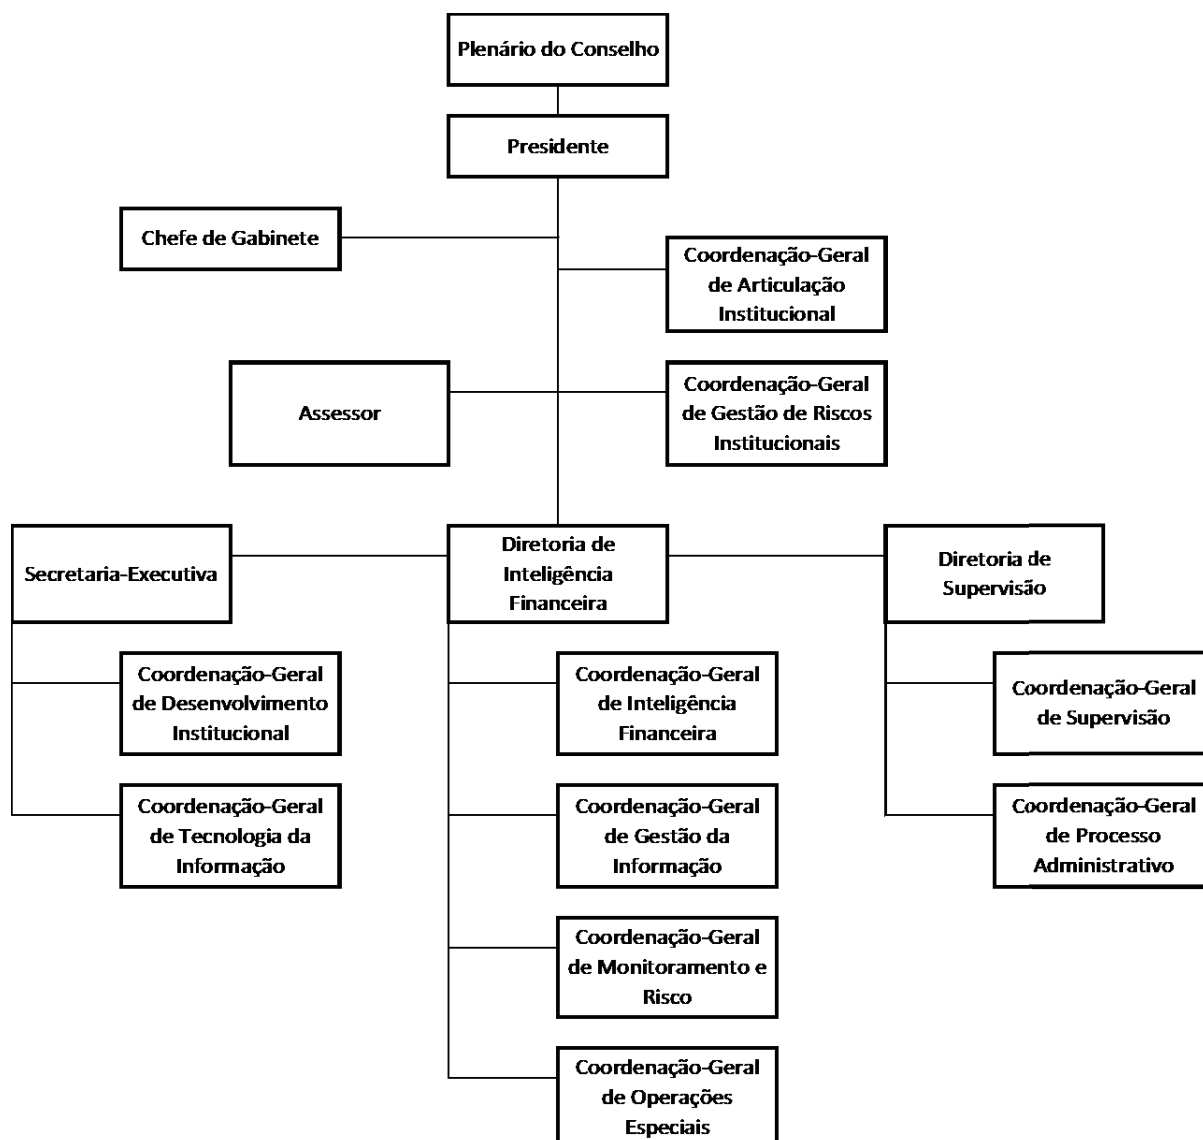 Plenário do Conselho
Presidente
Chefe de Gabinete
Coordenação-Geral
de Articulação
Institucional
Assessor
Coordenação-Geral
de Gestão de Riscos
Institucionais
Secretaria-Executiva
Diretoria de
Inteligência
Financeira
Diretoria de
Supervisão
Coordenação-Geral
de Desenvolvimento
Institucional
Coordenação-Geral
de Inteligência
Financeira
Coordenação-Geral
de Supervisão
Coordenação-Geral
de Tecnologia da
Informação
Coordenação-Geral
de Gestão da
Informação
Coordenação-Geral
de Processo
Administrativo
Coordenação-Geral
de Monitoramento e
Risco
Coordenação-Geral
de Operações
Especiais